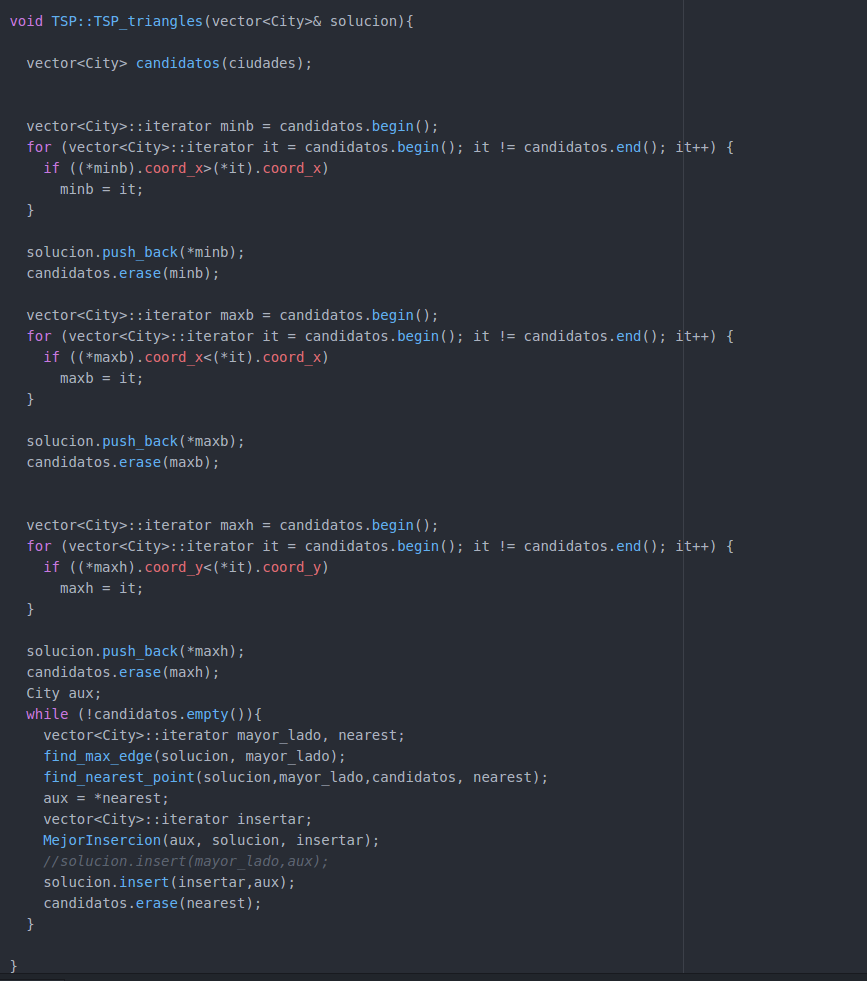 void TSP::TSP_triangles(vector<City>& solucion){
vector<City> candidatos(ciudades);
vector<City>::iterator minb = candidatos.begin();
for (vector<City>::iterator it = candidatos.begin(); it != candidatos.end(); it++) {
if ((*minb).coord_x>(*it).coord_x)
minb = it;
}
solucion.push_back(*minb);
candidatos.erase(minb);
vector<City>::iterator maxb = candidatos.begin();
for (vector<City>::iterator it = candidatos.begin(); it != candidatos.end(); it++) {
if ((*maxb).coord_x<(*it).coord_x)
maxb = it;
}
solucion.push_back(*maxb);
candidatos.erase(maxb);
vector<City>::iterator maxh = candidatos.begin();
for (vector<City>::iterator it = candidatos.begin(); it != candidatos.end(); it++) {
if ((*maxh).coord_y<(*it).coord_y)
maxh = it;
}
solucion.push_back(*maxh);
candidatos.erase(maxh);
City aux;
while (!candidatos.empty()){
vector<City>::iterator mayor_lado, nearest;
find_max_edge(solucion, mayor_lado);
find_nearest_point(solucion,mayor_lado,candidatos, nearest);
aux = *nearest;
vector<City>::iterator insertar;
MejorInsercion(aux, solucion, insertar);
//solucion.insert(mayor_lado,aux);
solucion.insert(insertar,aux);
candidatos.erase(nearest);
}
}